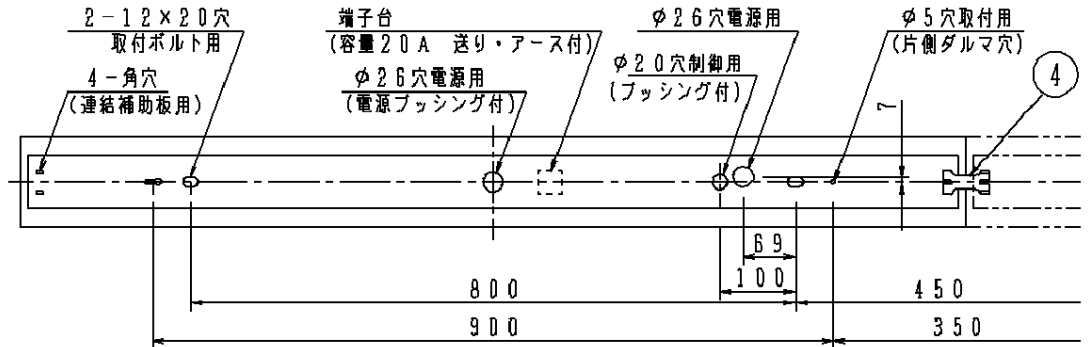 2-12×20穴
取付ボルト用
4-角穴
(連結補助板用)
端子台
(容量20A 送り・アース付)
φ26穴電源用
(電源ブッシング付)
φ26穴電源用
φ20穴制御用
(ブッシング付)
φ5穴取付用
(片側ダルマ穴)
4
7
69
100
800
450
900
350